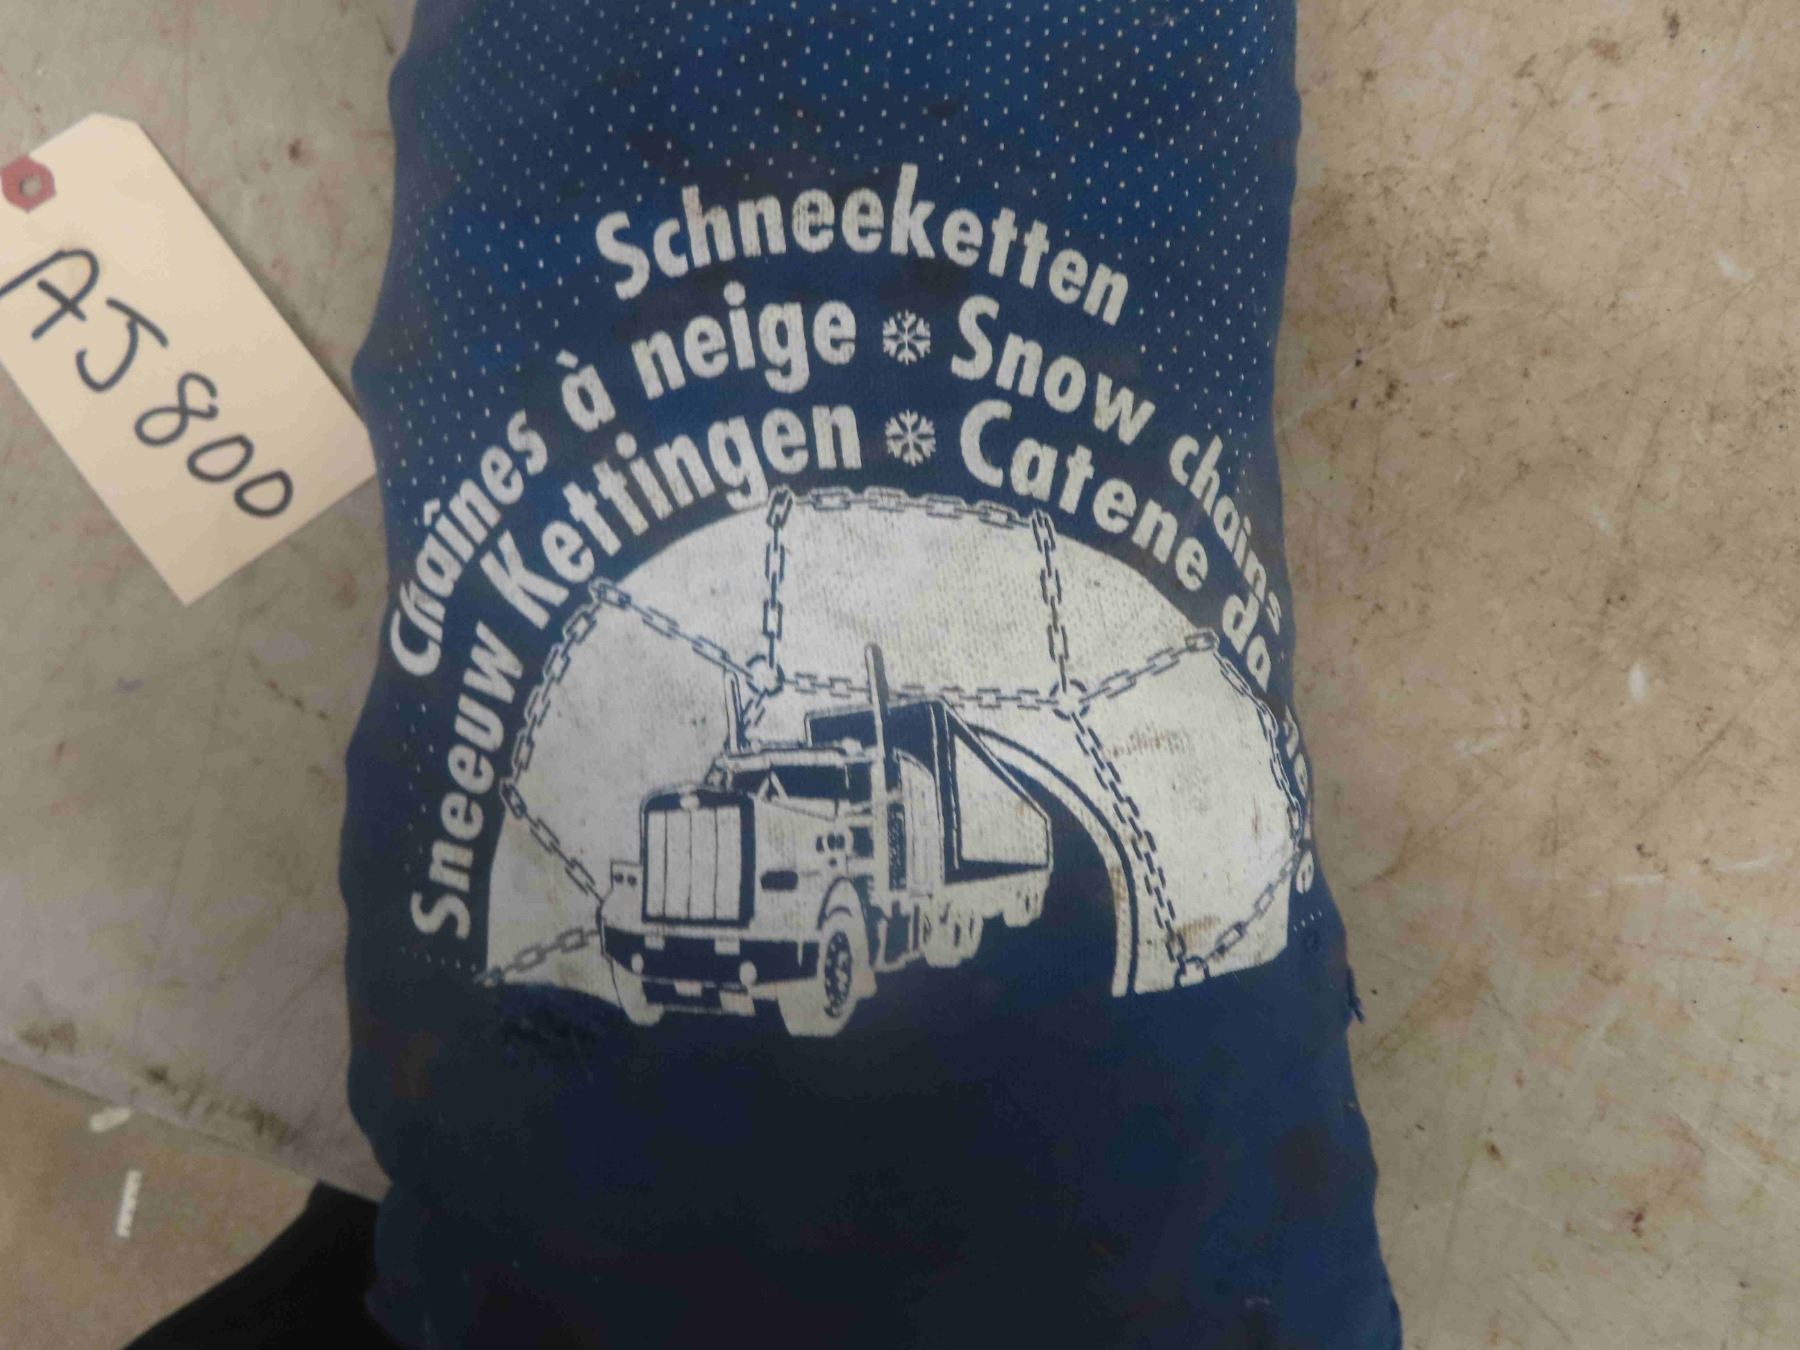 AJ800
Schneeketten
Chaînes à neige Snow chains
Sneeuw Kettingen Catene da